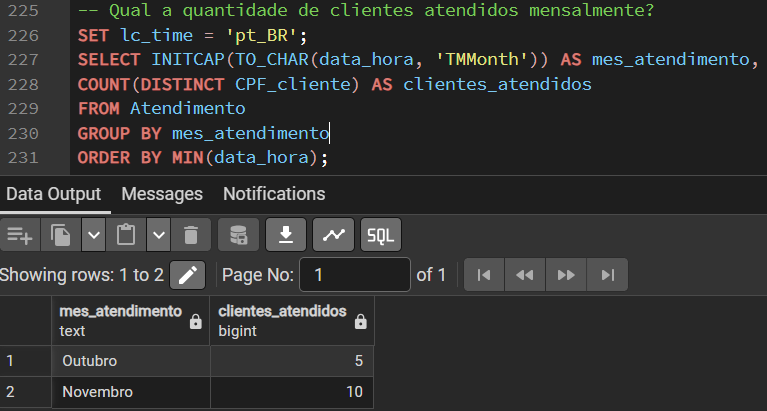 225 -- Qual a quantidade de clientes atendidos mensalmente?
226 SET lc_time = 'pt_BR';
227 SELECT INITCAP(TO_CHAR(data_hora, 'TMMonth')) AS mes_atendimento,
228 COUNT(DISTINCT CPF_cliente) AS clientes_atendidos
229 FROM Atendimento
230 GROUP BY mes_atendimento
231 ORDER BY MIN(data_hora);
Data Output Messages Notifications
SQL
Showing rows: 1 to 2 Page No: 1 of 1
mes_atendimento clientes_atendidos
text bigint
1 Outubro 5
2 Novembro 10